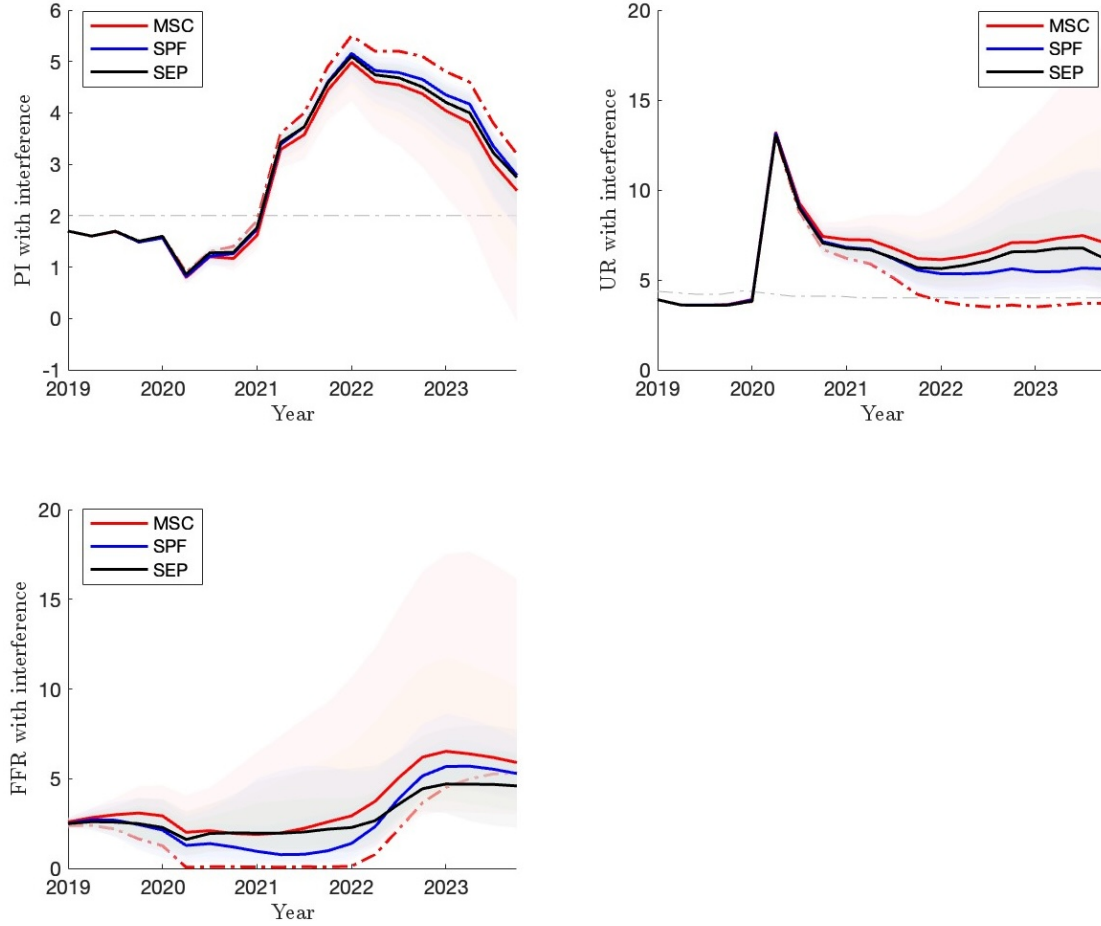 PI with interference
6
5
4
3
2
1
0
-1
MSC
SPF
SEP
2019 2020 2021 2022 2023
Year
UR with interference
20
15
10
5
0
MSC
SPF
SEP
2019 2020 2021 2022 2023
Year
FFR with interference
20
15
10
5
0
MSC
SPF
SEP
2019 2020 2021 2022 2023
Year